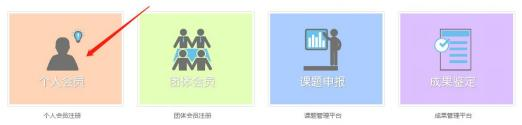 个人会员
团体会员
课题申报
成果鉴定
个人会员注册
团体会员注册
课题管理平台
成果管理平台